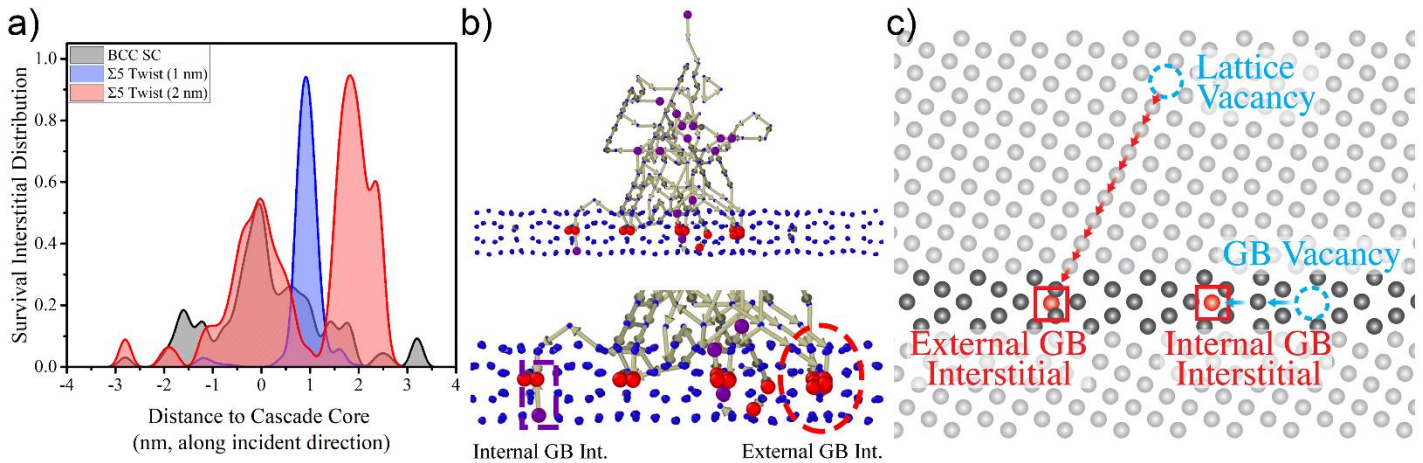 a)
BCC SC
Σ5 Twist (1 nm)
Σ5 Twist (2 nm)
Survival Interstitial Distribution
1.0
0.8
0.6
0.4
0.2
0.0
-4 -3 -2 -1 0 1 2 3 4
Distance to Cascade Core
(nm, along incident direction)
b)
Internal GB Int.
External GB Int.
c)
Lattice
Vacancy
GB Vacancy
External GB
Interstitial
Internal GB
Interstitial